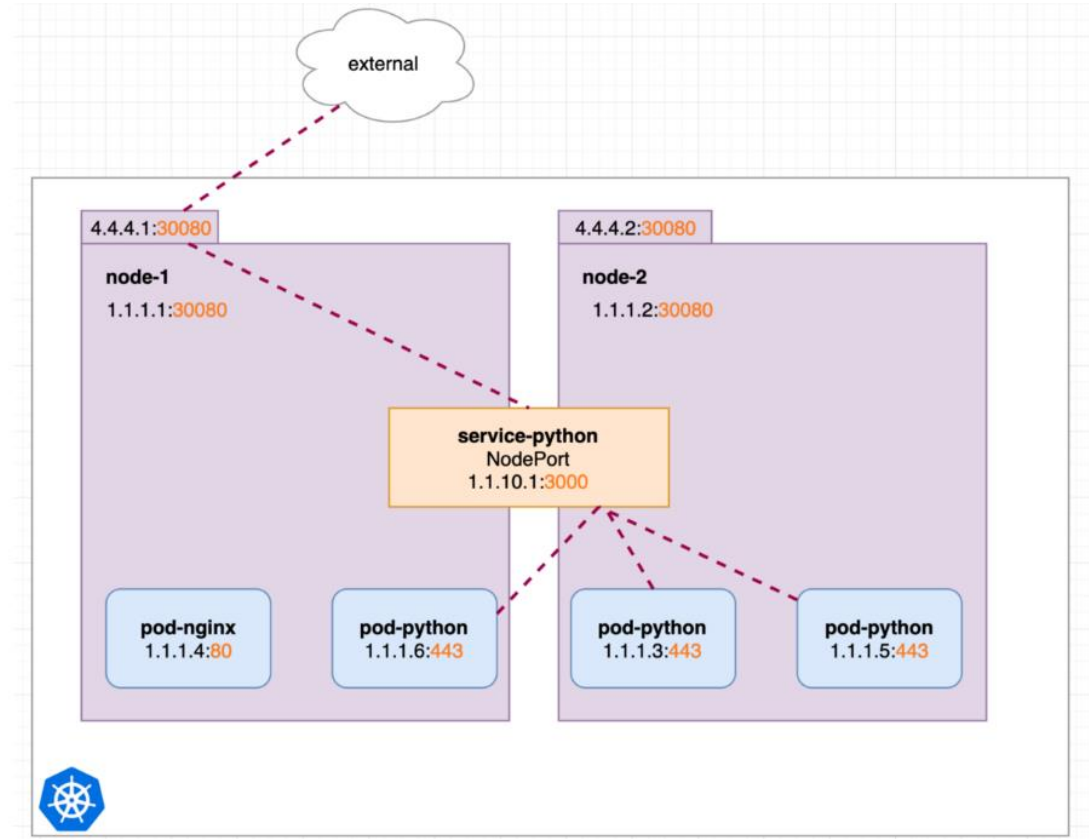 external
4.4.4.1:30080
4.4.4.2:30080
node-1
1.1.1.1:30080
node-2
1.1.1.2:30080
service-python
NodePort
1.1.10.1:3000
pod-nginx
1.1.1.4:80
pod-python
1.1.1.6:443
pod-python
1.1.1.3:443
pod-python
1.1.1.5:443